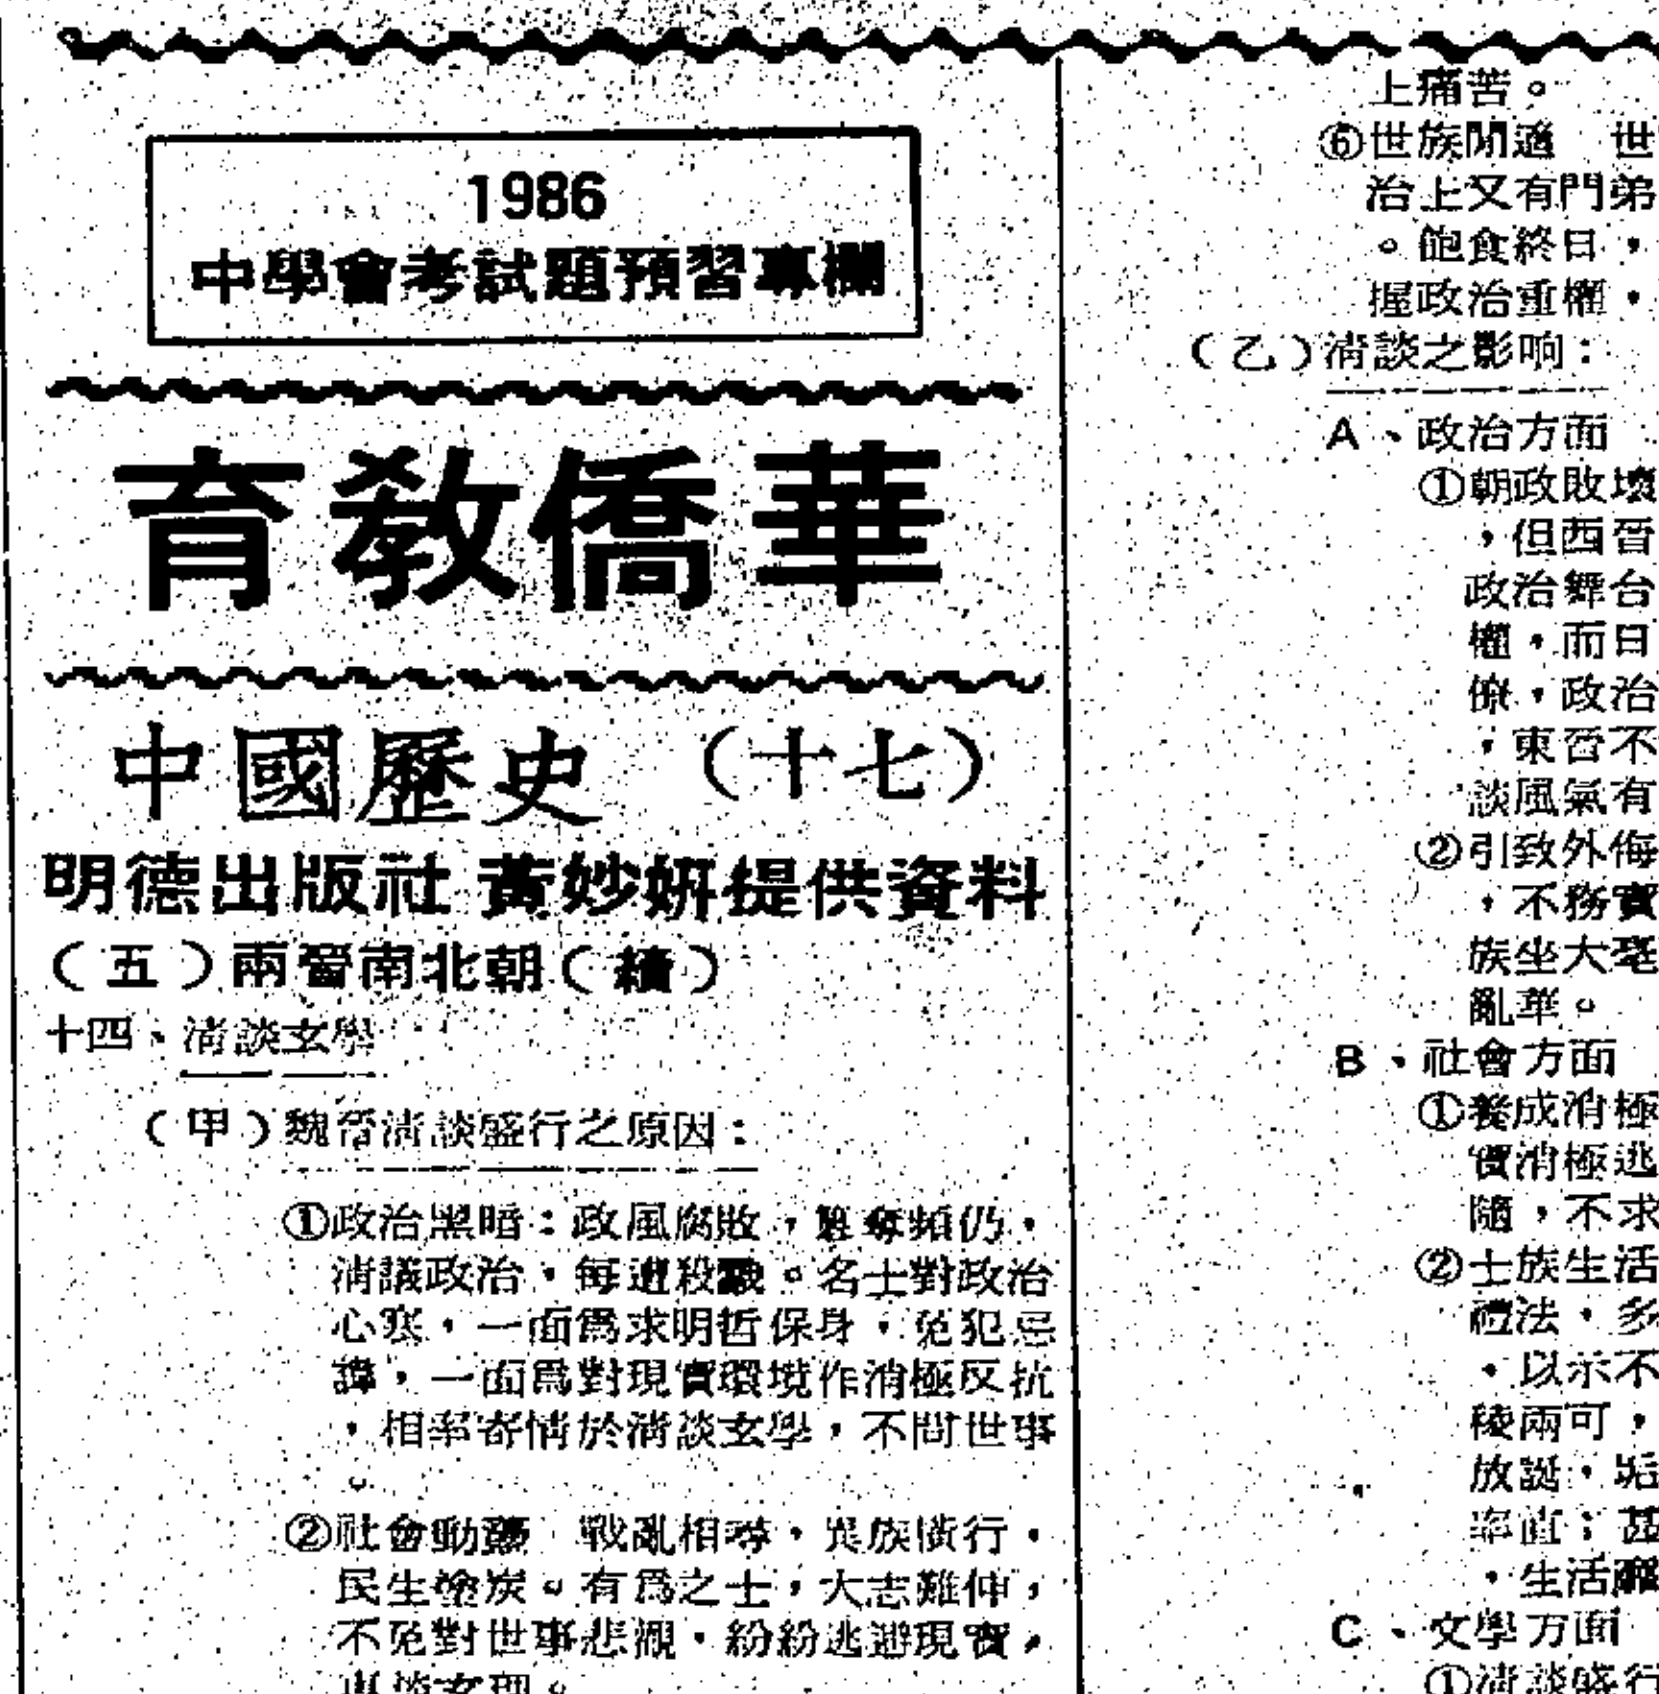 1986
中學會考試題預習專欄
育教僑華
中國歷史 (十七)
明德出版社 黃妙妍提供資料
(五)兩晉南北朝(續)
十四、清談玄學
(甲)魏晉清談盛行之原因:
①政治黑暗:政風腐敗,篡奪頻仍,
清議政治,每遭殺戮。名士對政治
心寒,一面為求明哲保身,免犯忌
諱,一面為對現實環境作消極反抗
,相率寄情於清談玄學,不問世事
。
②社會動盪 戰亂相尋,異族橫行,
民生塗炭。有為之士,大志難伸,
不免對世事悲觀,紛紛逃避現實,
談玄理。
上痛苦。
⑥世族閒適 世
治上又有門弟
。飽食終日,
握政治重權,
(乙)清談之影响:
A、政治方面
①朝政敗壞
,但西晉
政治舞台
權,而日
僚,政治
,東晉不
談風氣有
②引致外侮
,不務實
族坐大毫
亂華。
B、社會方面
①養成消極
實消極逃
隨,不求
②士族生活
禮法,多
,以示不
稜兩可,
放誕,垢
率直;甚
,生活
C、文學方面
①清談盛行